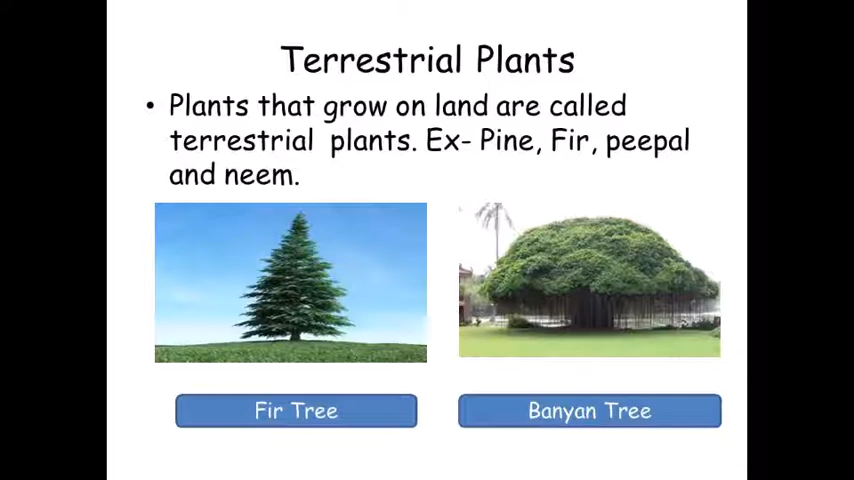 Terrestrial Plants
• Plants that grow on land are called
terrestrial plants. Ex- Pine, Fir, peepal
and neem.
Fir Tree
Banyan Tree